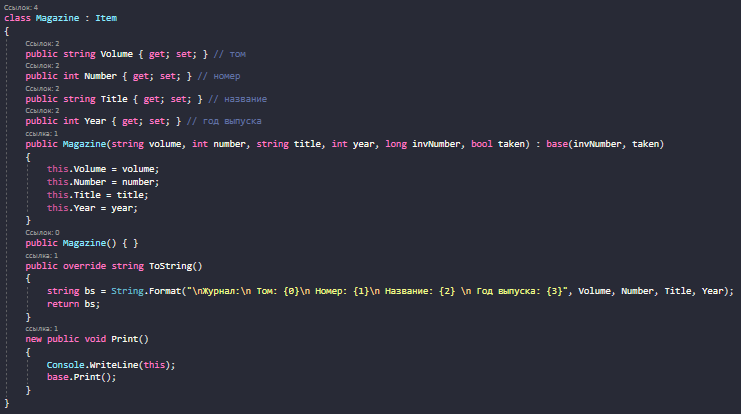 Ссылок: 4
class Magazine : Item
{
Ссылок: 2
public string Volume { get; set; } // том
Ссылок: 2
public int Number { get; set; } // номер
Ссылок: 2
public string Title { get; set; } // название
Ссылок: 2
public int Year { get; set; } // год выпуска
ссылка: 1
public Magazine(string volume, int number, string title, int year, long invNumber, bool taken) : base(invNumber, taken)
{
this.Volume = volume;
this.Number = number;
this.Title = title;
this.Year = year;
}
Ссылок: 0
public Magazine() { }
ссылка: 1
public override string ToString()
{
string bs = String.Format("\nЖурнал:\n Том: {0}\n Номер: {1}\n Название: {2} \n Год выпуска: {3}", Volume, Number, Title, Year);
return bs;
}
ссылка: 1
new public void Print()
{
Console.WriteLine(this);
base.Print();
}
}